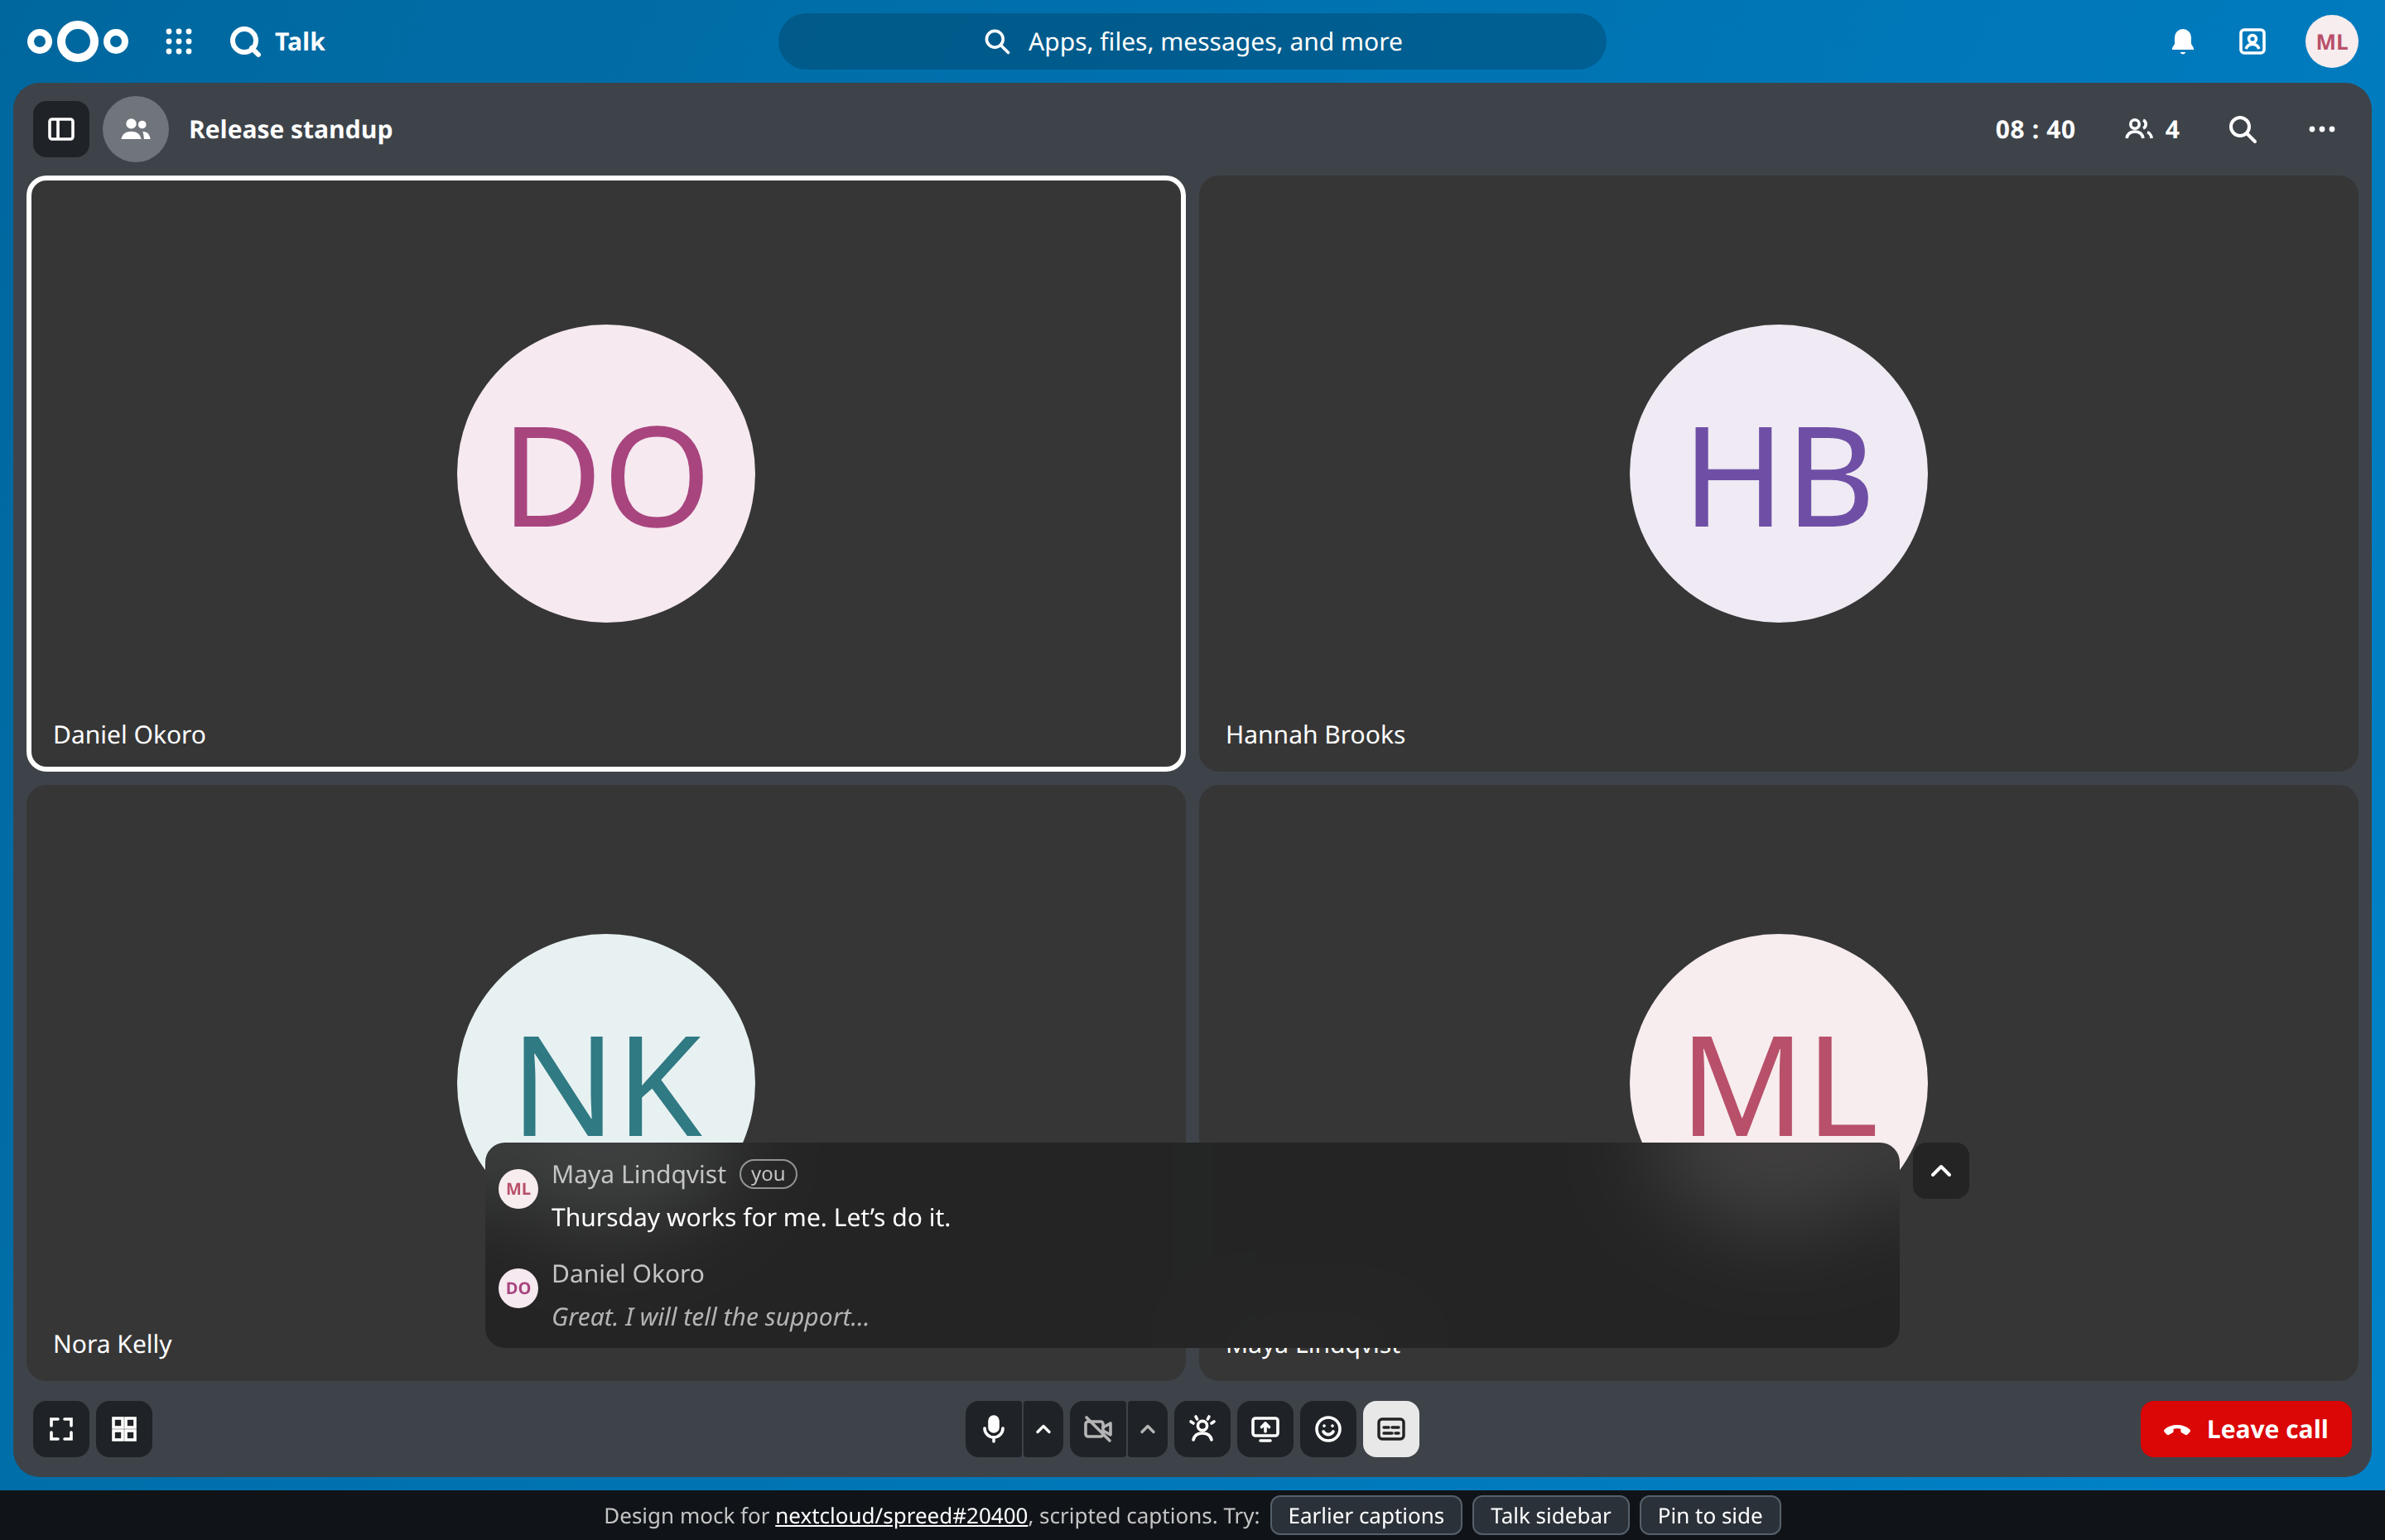 Talk
Apps, files, messages, and more
ML
Release standup
08 : 40
4
DO
HB
Daniel Okoro
Hannah Brooks
NK
ML
ML
Maya Lindqvist you
Thursday works for me. Let’s do it.
DO
Daniel Okoro
Great. I will tell the support…
Nora Kelly
Maya Lindqvist
Leave call
Design mock for nextcloud/spreed#20400, scripted captions. Try: Earlier captions Talk sidebar Pin to side